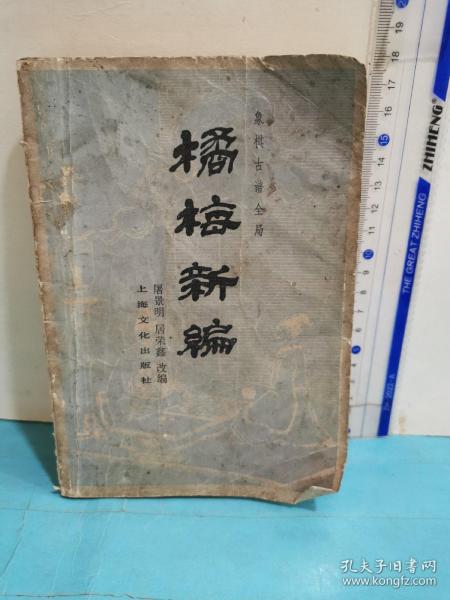 象棋古谱全局
橘梅新编
屠景明 居荣鑫 改编
上海文化出版社
ZHIHENG
THE GREAT ZHIHENG
孔夫子旧书网
www.kongfz.com